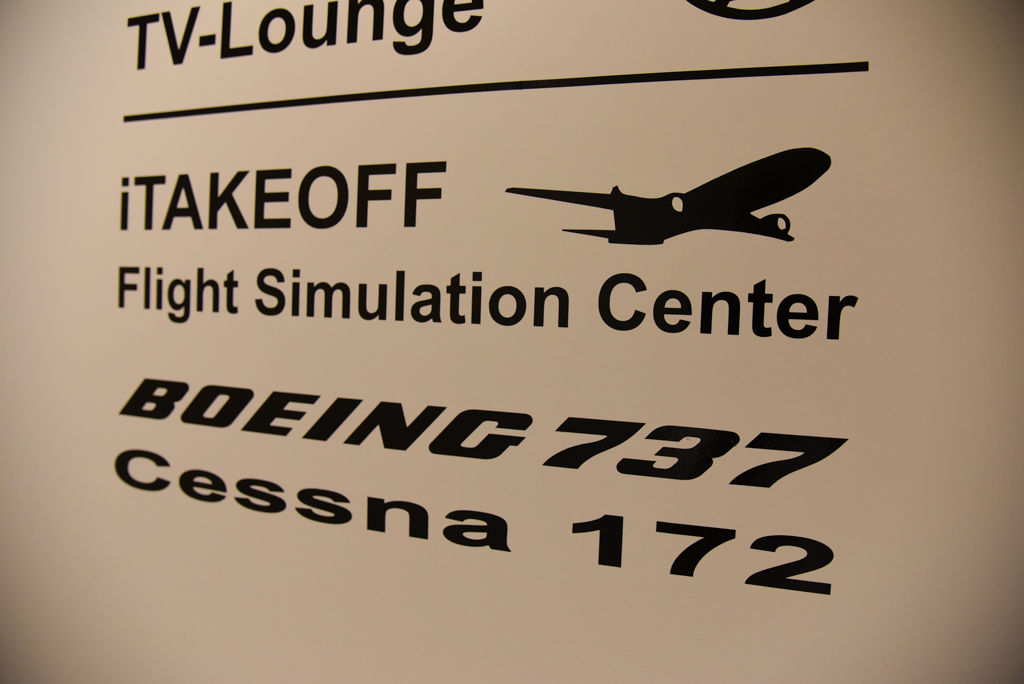 TV-Lounge
iTAKEOFF
Flight Simulation Center
BOEING 737
Cessna 172